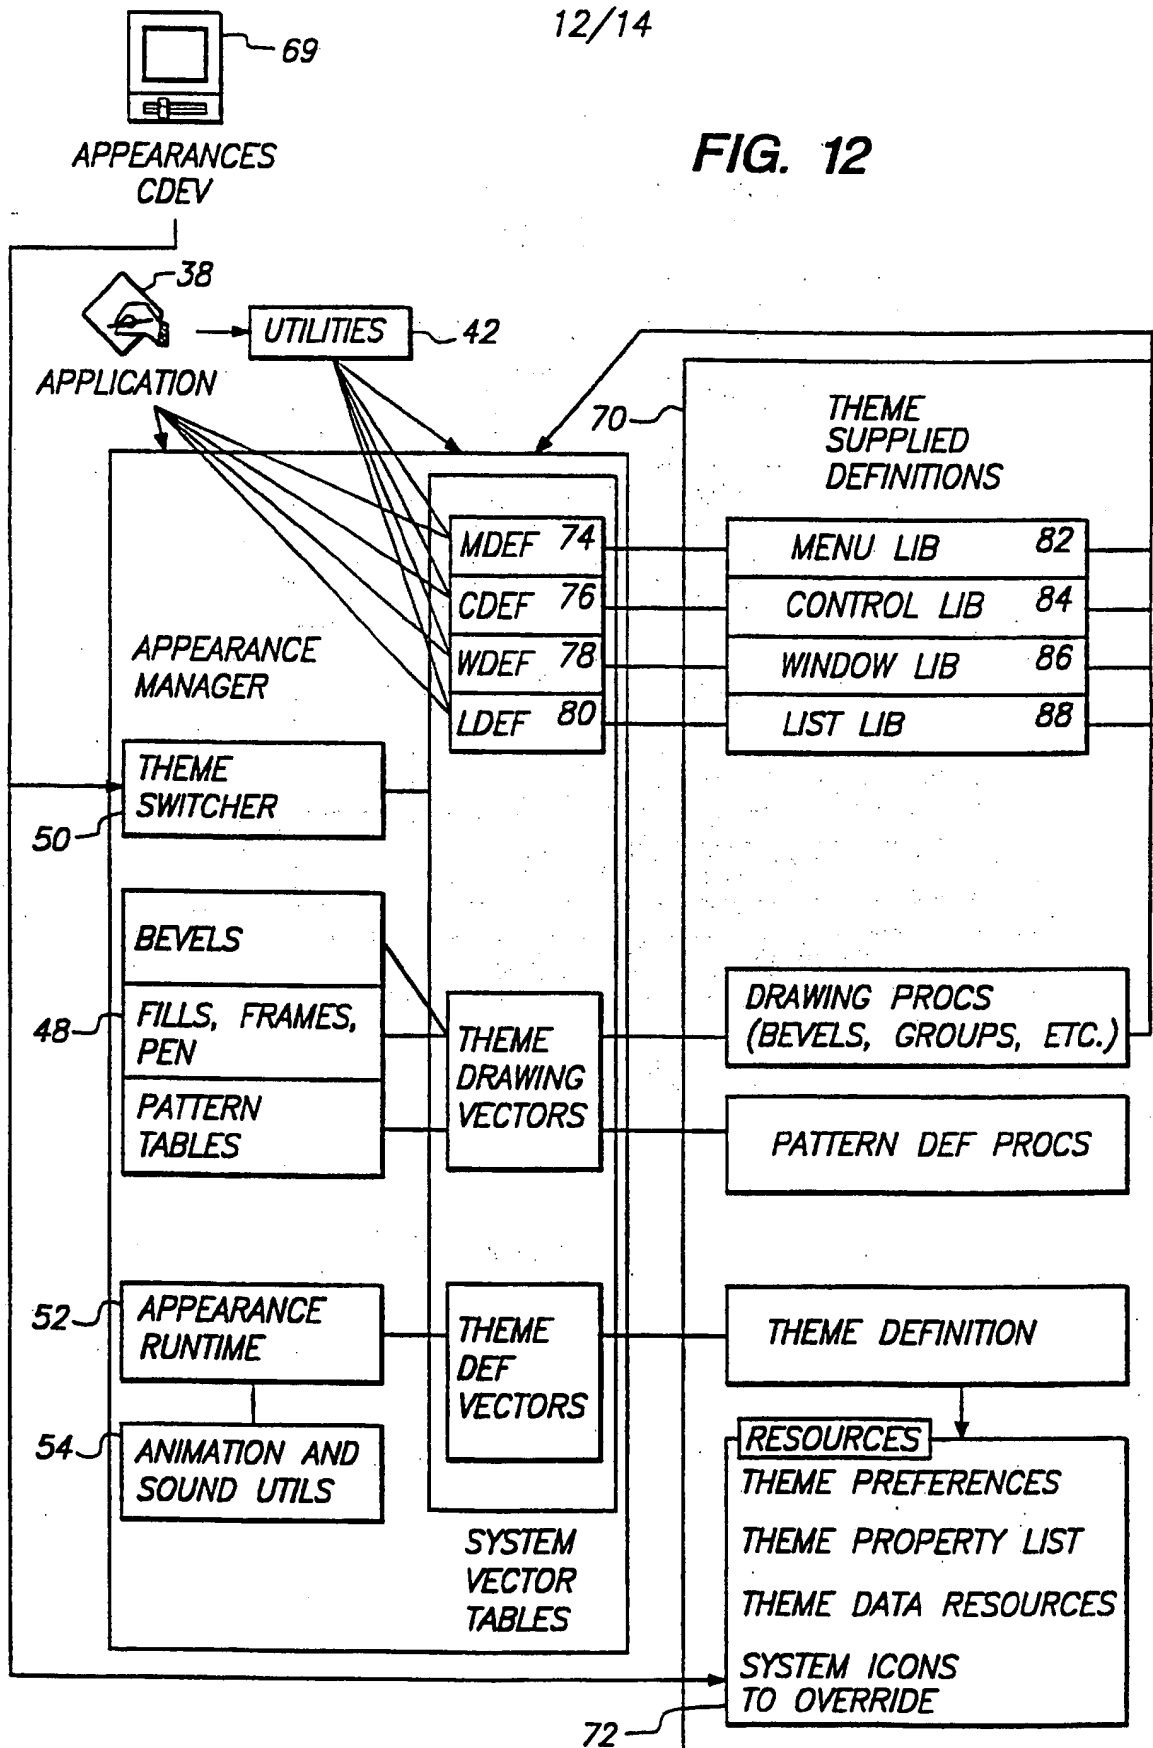 12/14
69
APPEARANCES
CDEV
FIG. 12
38
APPLICATION
UTILITIES
42
70
THEME
SUPPLIED
DEFINITIONS
MDEF 74
CDEF 76
WDEF 78
LDEF 80
MENU LIB 82
CONTROL LIB 84
WINDOW LIB 86
LIST LIB 88
APPEARANCE
MANAGER
THEME
SWITCHER
50
BEVELS
48
FILLS, FRAMES,
PEN
PATTERN
TABLES
THEME
DRAWING
VECTORS
DRAWING PROCS
(BEVELS, GROUPS, ETC.)
PATTERN DEF PROCS
52
APPEARANCE
RUNTIME
54
ANIMATION AND
SOUND UTILS
THEME
DEF
VECTORS
THEME DEFINITION
SYSTEM
VECTOR
TABLES
RESOURCES
THEME PREFERENCES
THEME PROPERTY LIST
THEME DATA RESOURCES
SYSTEM ICONS
TO OVERRIDE
72